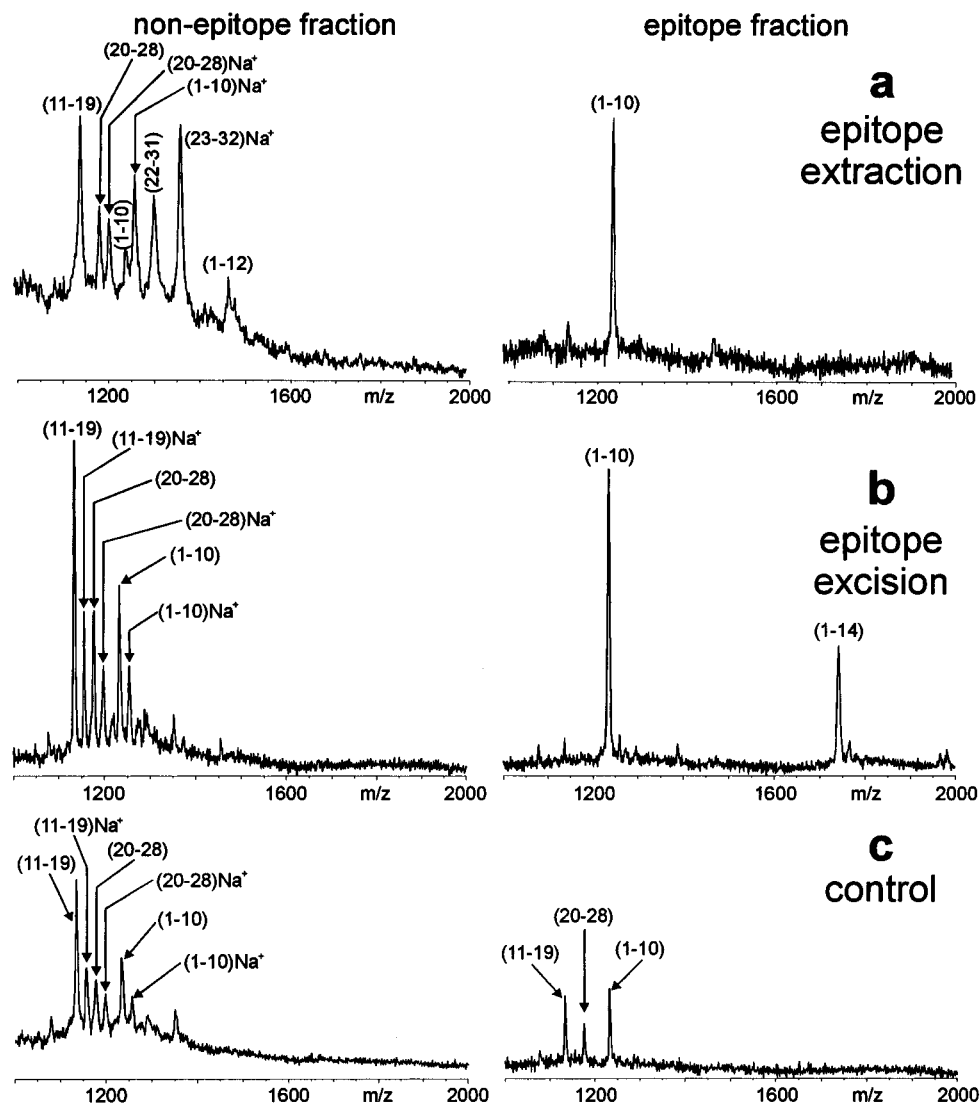 non-epitope fraction
epitope fraction
(20-28)
(20-28)Na⁺
(1-10)Na⁺
(11-19)
(1-10)
(22-31)
(23-32)Na⁺
(1-12)
1200
1600
m/z
2000
(1-10)
a
epitope
extraction
1200
1600
m/z
2000
(11-19)
(11-19)Na⁺
(20-28)
(20-28)Na⁺
(1-10)
(1-10)Na⁺
1200
1600
m/z
2000
(1-10)
b
epitope
excision
(1-14)
1200
1600
m/z
2000
(11-19)Na⁺
(11-19)
(20-28)
(20-28)Na⁺
(1-10)
(1-10)Na⁺
1200
1600
m/z
2000
c
control
(20-28)
(11-19)
(1-10)
1200
1600
m/z
2000